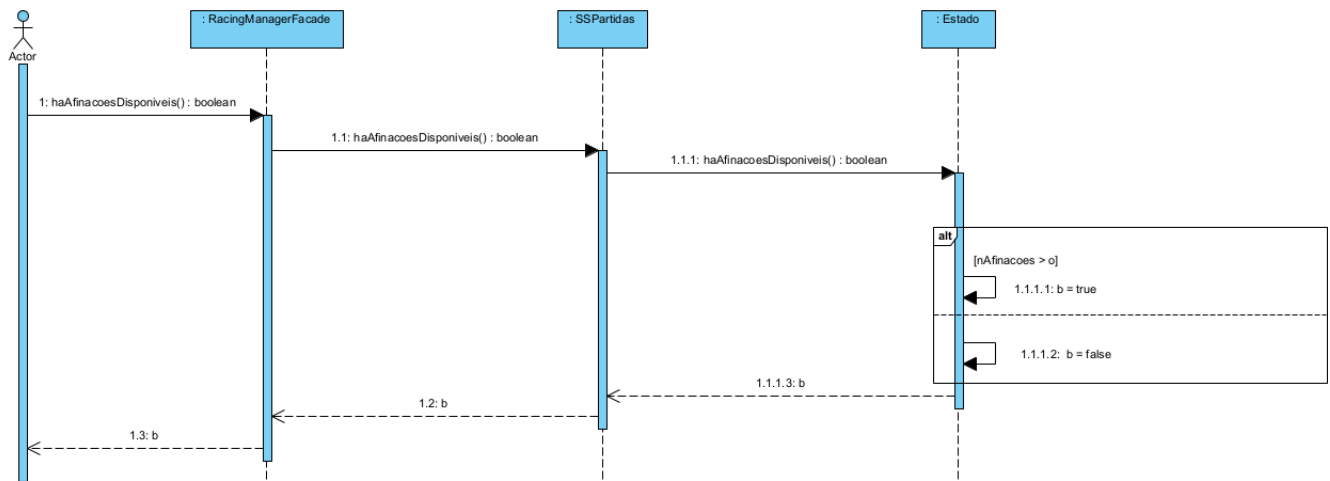 : RacingManagerFacade
: SSPartidas
: Estado
Actor
1: haAfinacoesDisponiveis() : boolean
1.1: haAfinacoesDisponiveis() : boolean
1.1.1: haAfinacoesDisponiveis() : boolean
alt
[nAfinacoes > o]
1.1.1.1: b = true
1.1.1.2: b = false
1.1.1.3: b
1.2: b
1.3: b